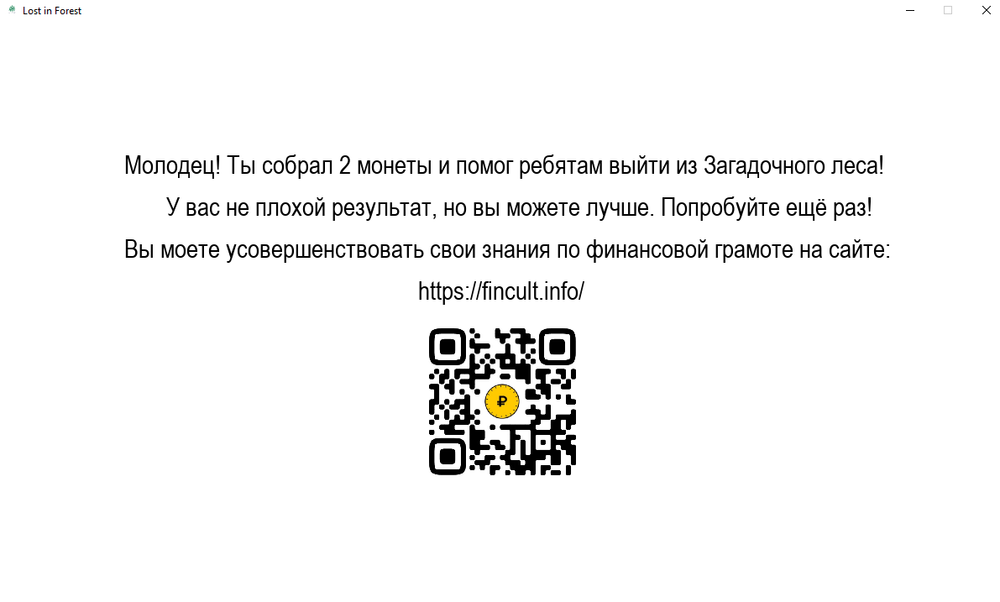 Lost in Forest
Молодец! Ты собрал 2 монеты и помог ребятам выйти из Загадочного леса!
У вас не плохой результат, но вы можете лучше. Попробуйте ещё раз!
Вы моете усовершенствовать свои знания по финансовой грамоте на сайте:
https://fincult.info/
₽